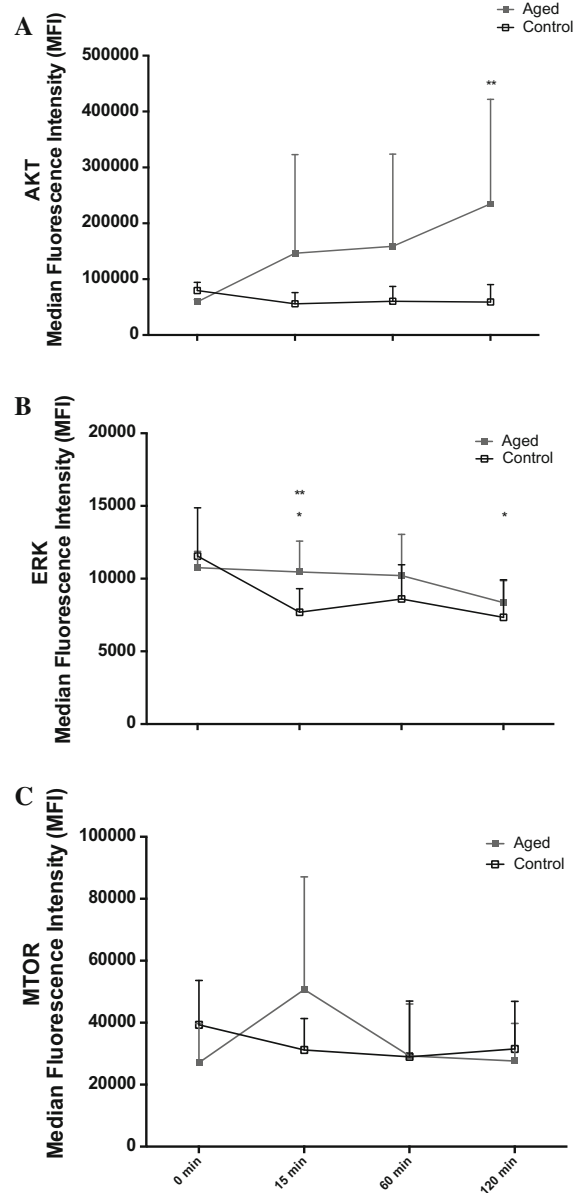 Aged
Control
A
500000
400000
300000
200000
100000
0
AKT
Median Fluorescence Intensity (MFI)
**
B
20000
15000
10000
5000
0
ERK
Median Fluorescence Intensity (MFI)
Aged
Control
**
*
*
C
100000
80000
60000
40000
20000
0
MTOR
Median Fluorescence Intensity (MFI)
Aged
Control
0 min
15 min
60 min
120 min